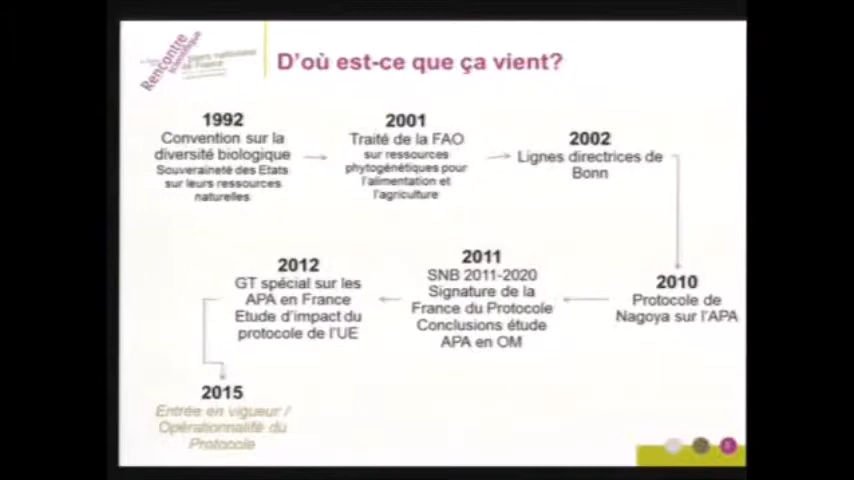 Rencontre
scientifique
D'où est-ce que ça vient?
1992
Convention sur la
diversité biologique
Souveraineté des Etats
sur leurs ressources
naturelles
2001
Traité de la FAO
sur ressources
phytogénétiques pour
l'alimentation et
l'agriculture
2002
Lignes directrices de
Bonn
2010
Protocole de
Nagoya sur l'APA
2011
SNB 2011-2020
Signature de la
France du Protocole
Conclusions étude
APA en OM
2012
GT spécial sur les
APA en France
Etude d'impact du
protocole de l'UE
2015
Entrée en vigueur /
Opérationnalité du
Protocole